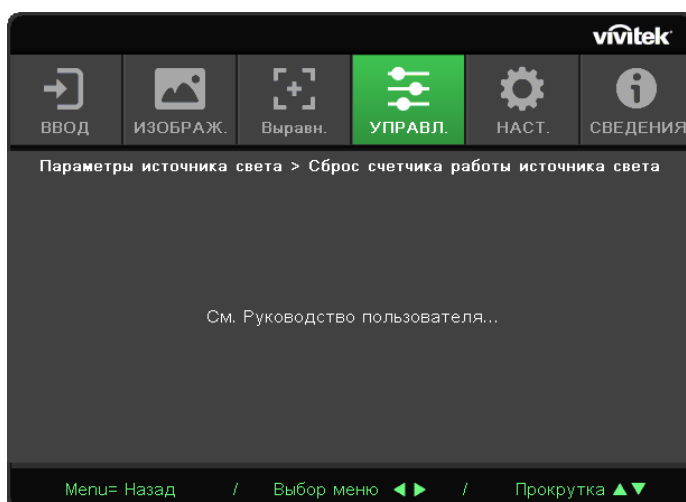 vivitek
ВВОД ИЗОБРАЖ. Выравн. УПРАВЛ. НАСТ. СВЕДЕНИЯ
Параметры источника света > Сброс счетчика работы источника света
См. Руководство пользователя...
Menu= Назад / Выбор меню ◀ ▶ / Прокрутка ▲▼